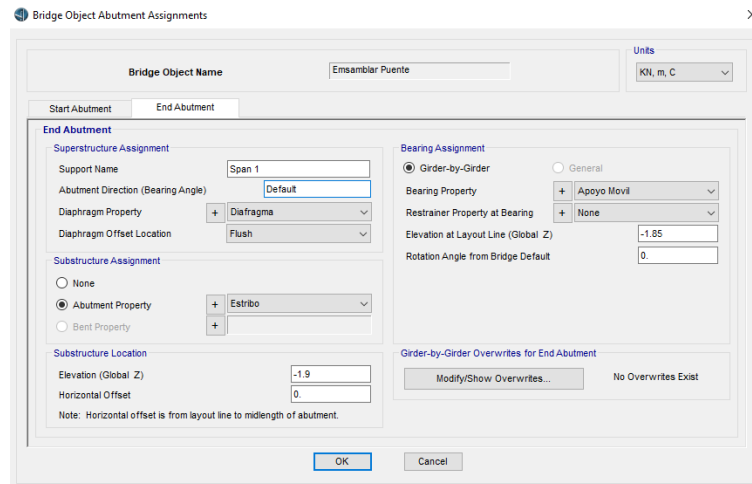 Bridge Object Abutment Assignments
Units
Bridge Object Name
Emsamblar Puente
KN, m, C
Start Abutment
End Abutment
End Abutment
Superstructure Assignment
Support Name
Span 1
Abutment Direction (Bearing Angle)
Default
Diaphragm Property
+
Diafragma
Diaphragm Offset Location
Flush
Substructure Assignment
None
Abutment Property
+
Estribo
Bent Property
+
Substructure Location
Elevation (Global Z)
-1.9
Horizontal Offset
0.
Note: Horizontal offset is from layout line to midlength of abutment.
Bearing Assignment
Girder-by-Girder
General
Bearing Property
+
Apoyo Movil
Restrainer Property at Bearing
+
None
Elevation at Layout Line (Global Z)
-1.85
Rotation Angle from Bridge Default
0.
Girder-by-Girder Overwrites for End Abutment
Modify/Show Overwrites...
No Overwrites Exist
OK
Cancel